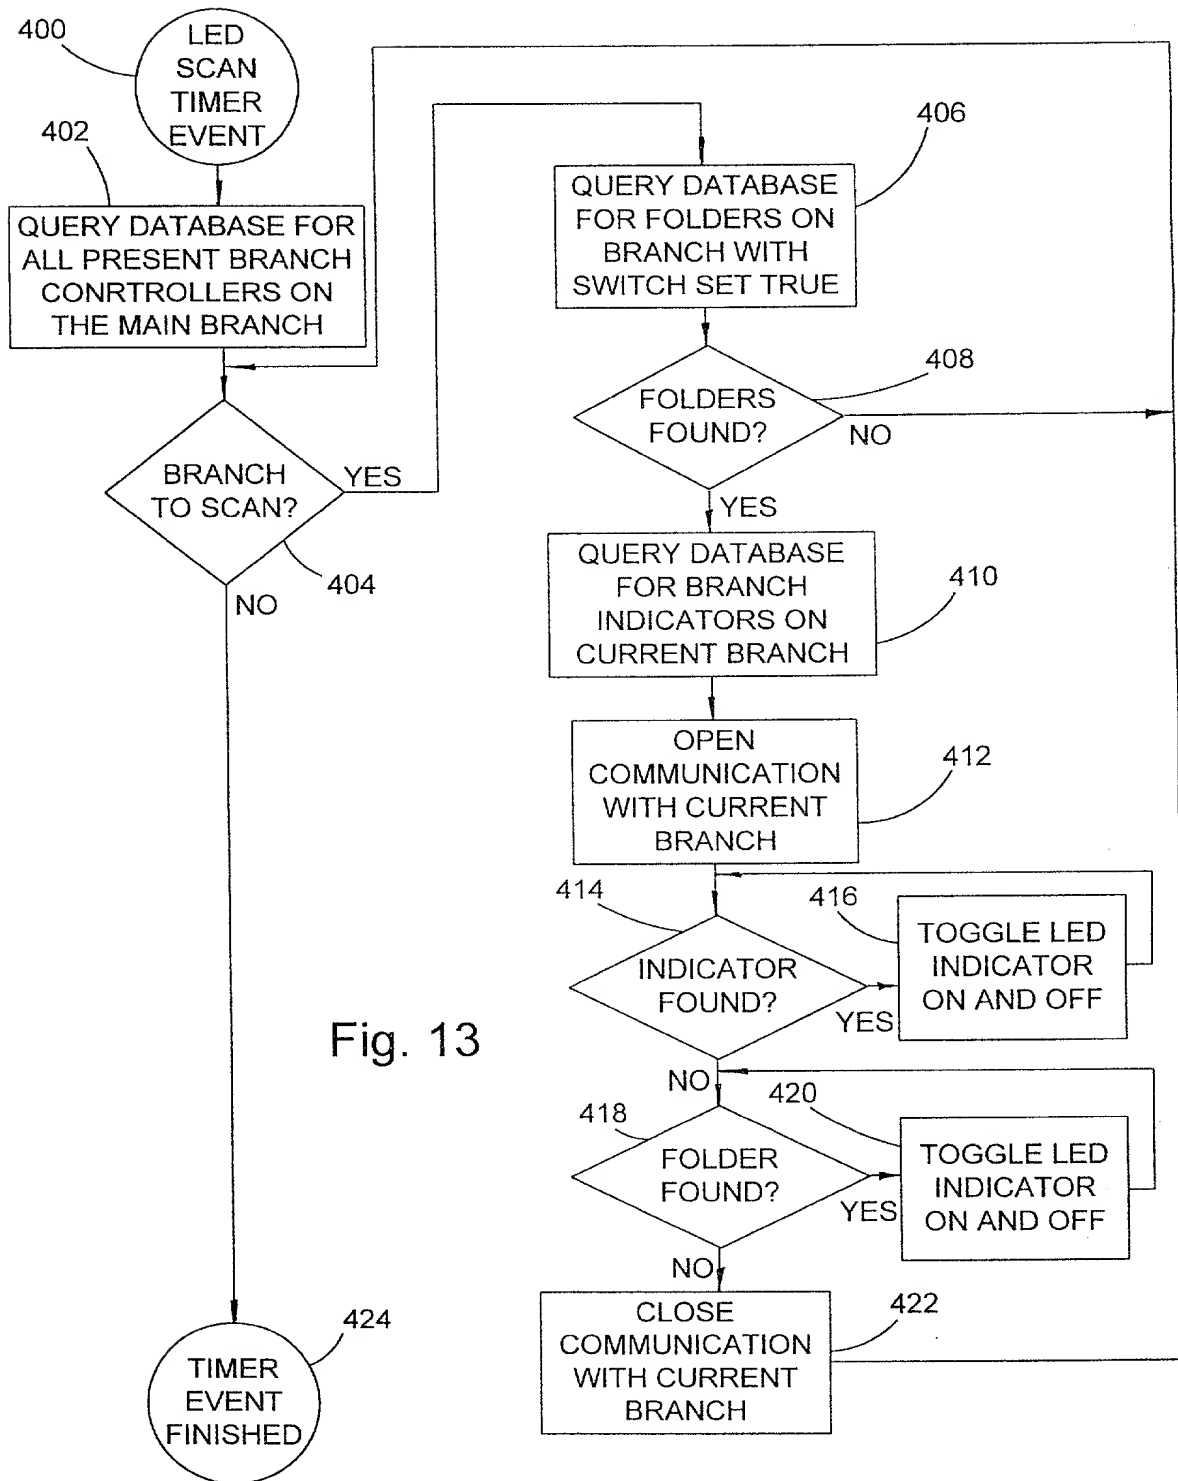 400
LED
SCAN
TIMER
EVENT
402
QUERY DATABASE FOR
ALL PRESENT BRANCH
CONRTROLLERS ON
THE MAIN BRANCH
BRANCH
TO SCAN?
YES
404
NO
406
QUERY DATABASE
FOR FOLDERS ON
BRANCH WITH
SWITCH SET TRUE
408
FOLDERS
FOUND?
NO
YES
QUERY DATABASE
FOR BRANCH
INDICATORS ON
CURRENT BRANCH
410
OPEN
COMMUNICATION
WITH CURRENT
BRANCH
412
414
INDICATOR
FOUND?
YES
416
TOGGLE LED
INDICATOR
ON AND OFF
NO
418
FOLDER
FOUND?
YES
420
TOGGLE LED
INDICATOR
ON AND OFF
NO
CLOSE
COMMUNICATION
WITH CURRENT
BRANCH
422
424
TIMER
EVENT
FINISHED
Fig. 13